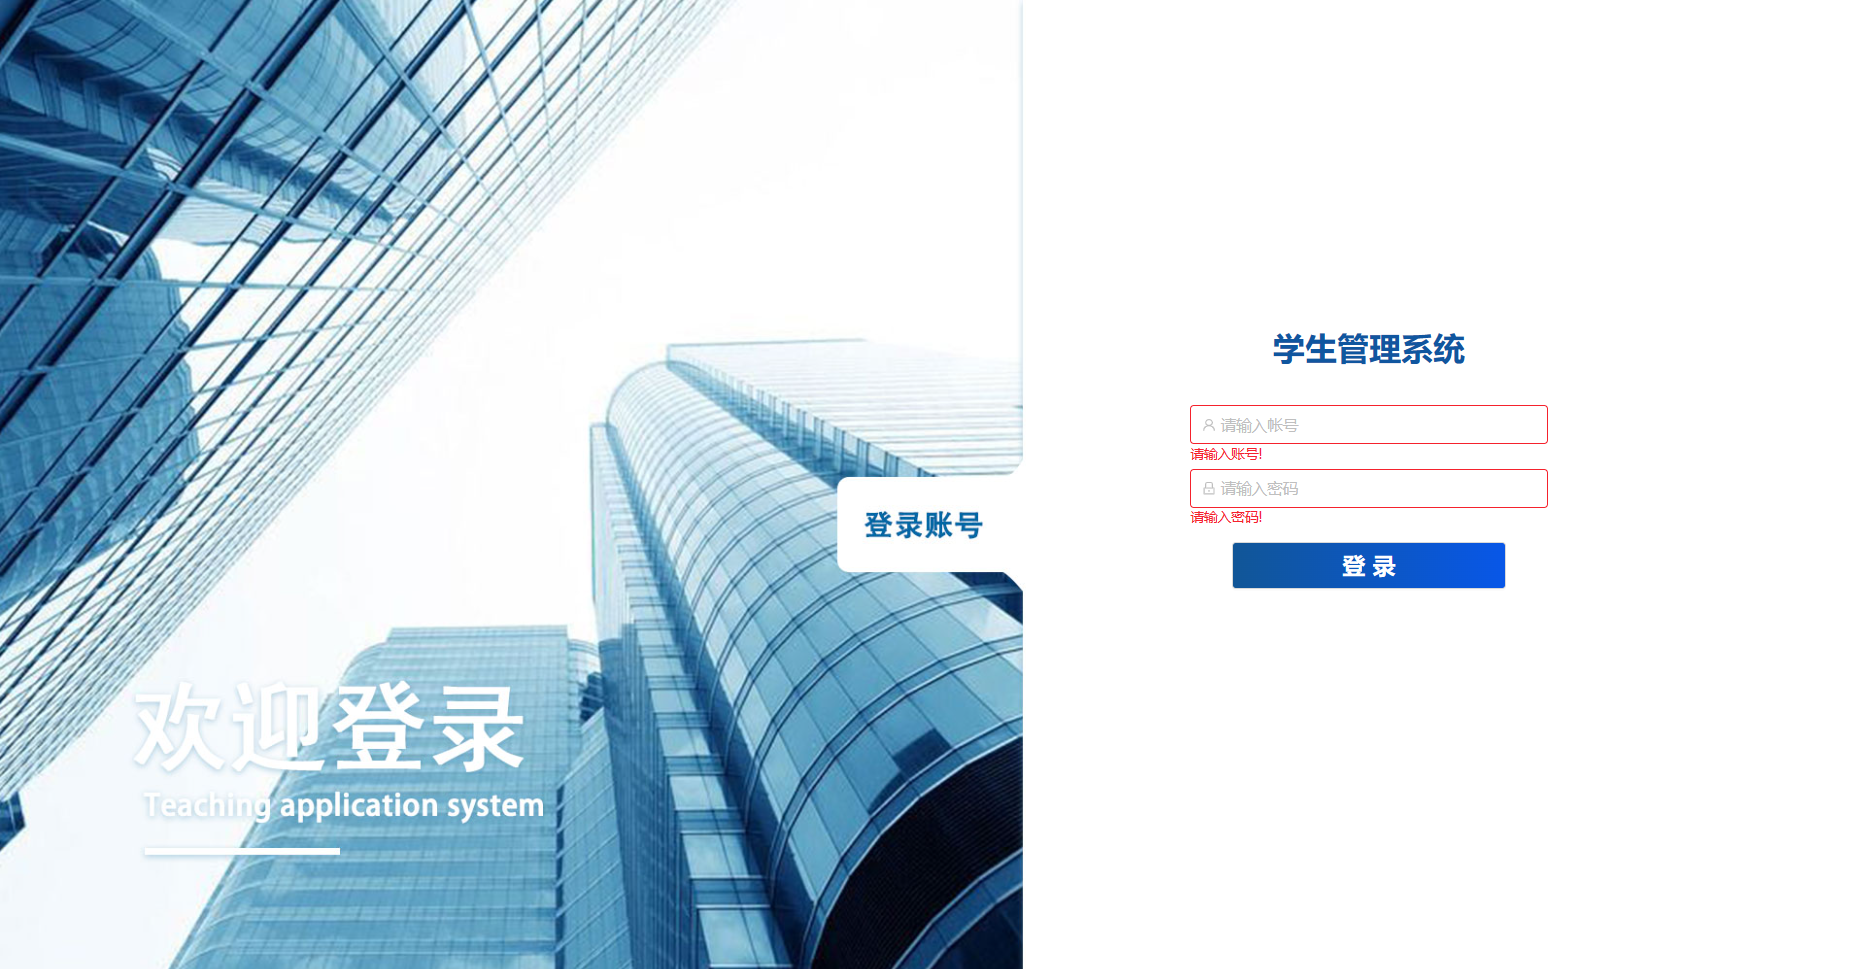 欢迎登录
Teaching application system
登录账号
学生管理系统
请输入帐号
请输入账号!
请输入密码
请输入密码!
登 录